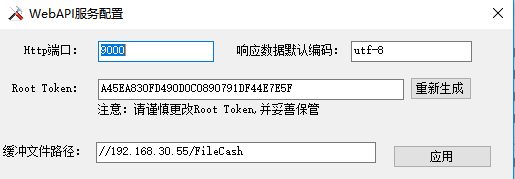 WebAPI服务配置
Http端口: 9000 响应数据默认编码: utf-8
Root Token: A45EA830FD490D0C0890791DF44E7E5F 重新生成
注意: 请谨慎更改Root Token,并妥善保管
缓冲文件路径: //192.168.30.55/FileCash 应用